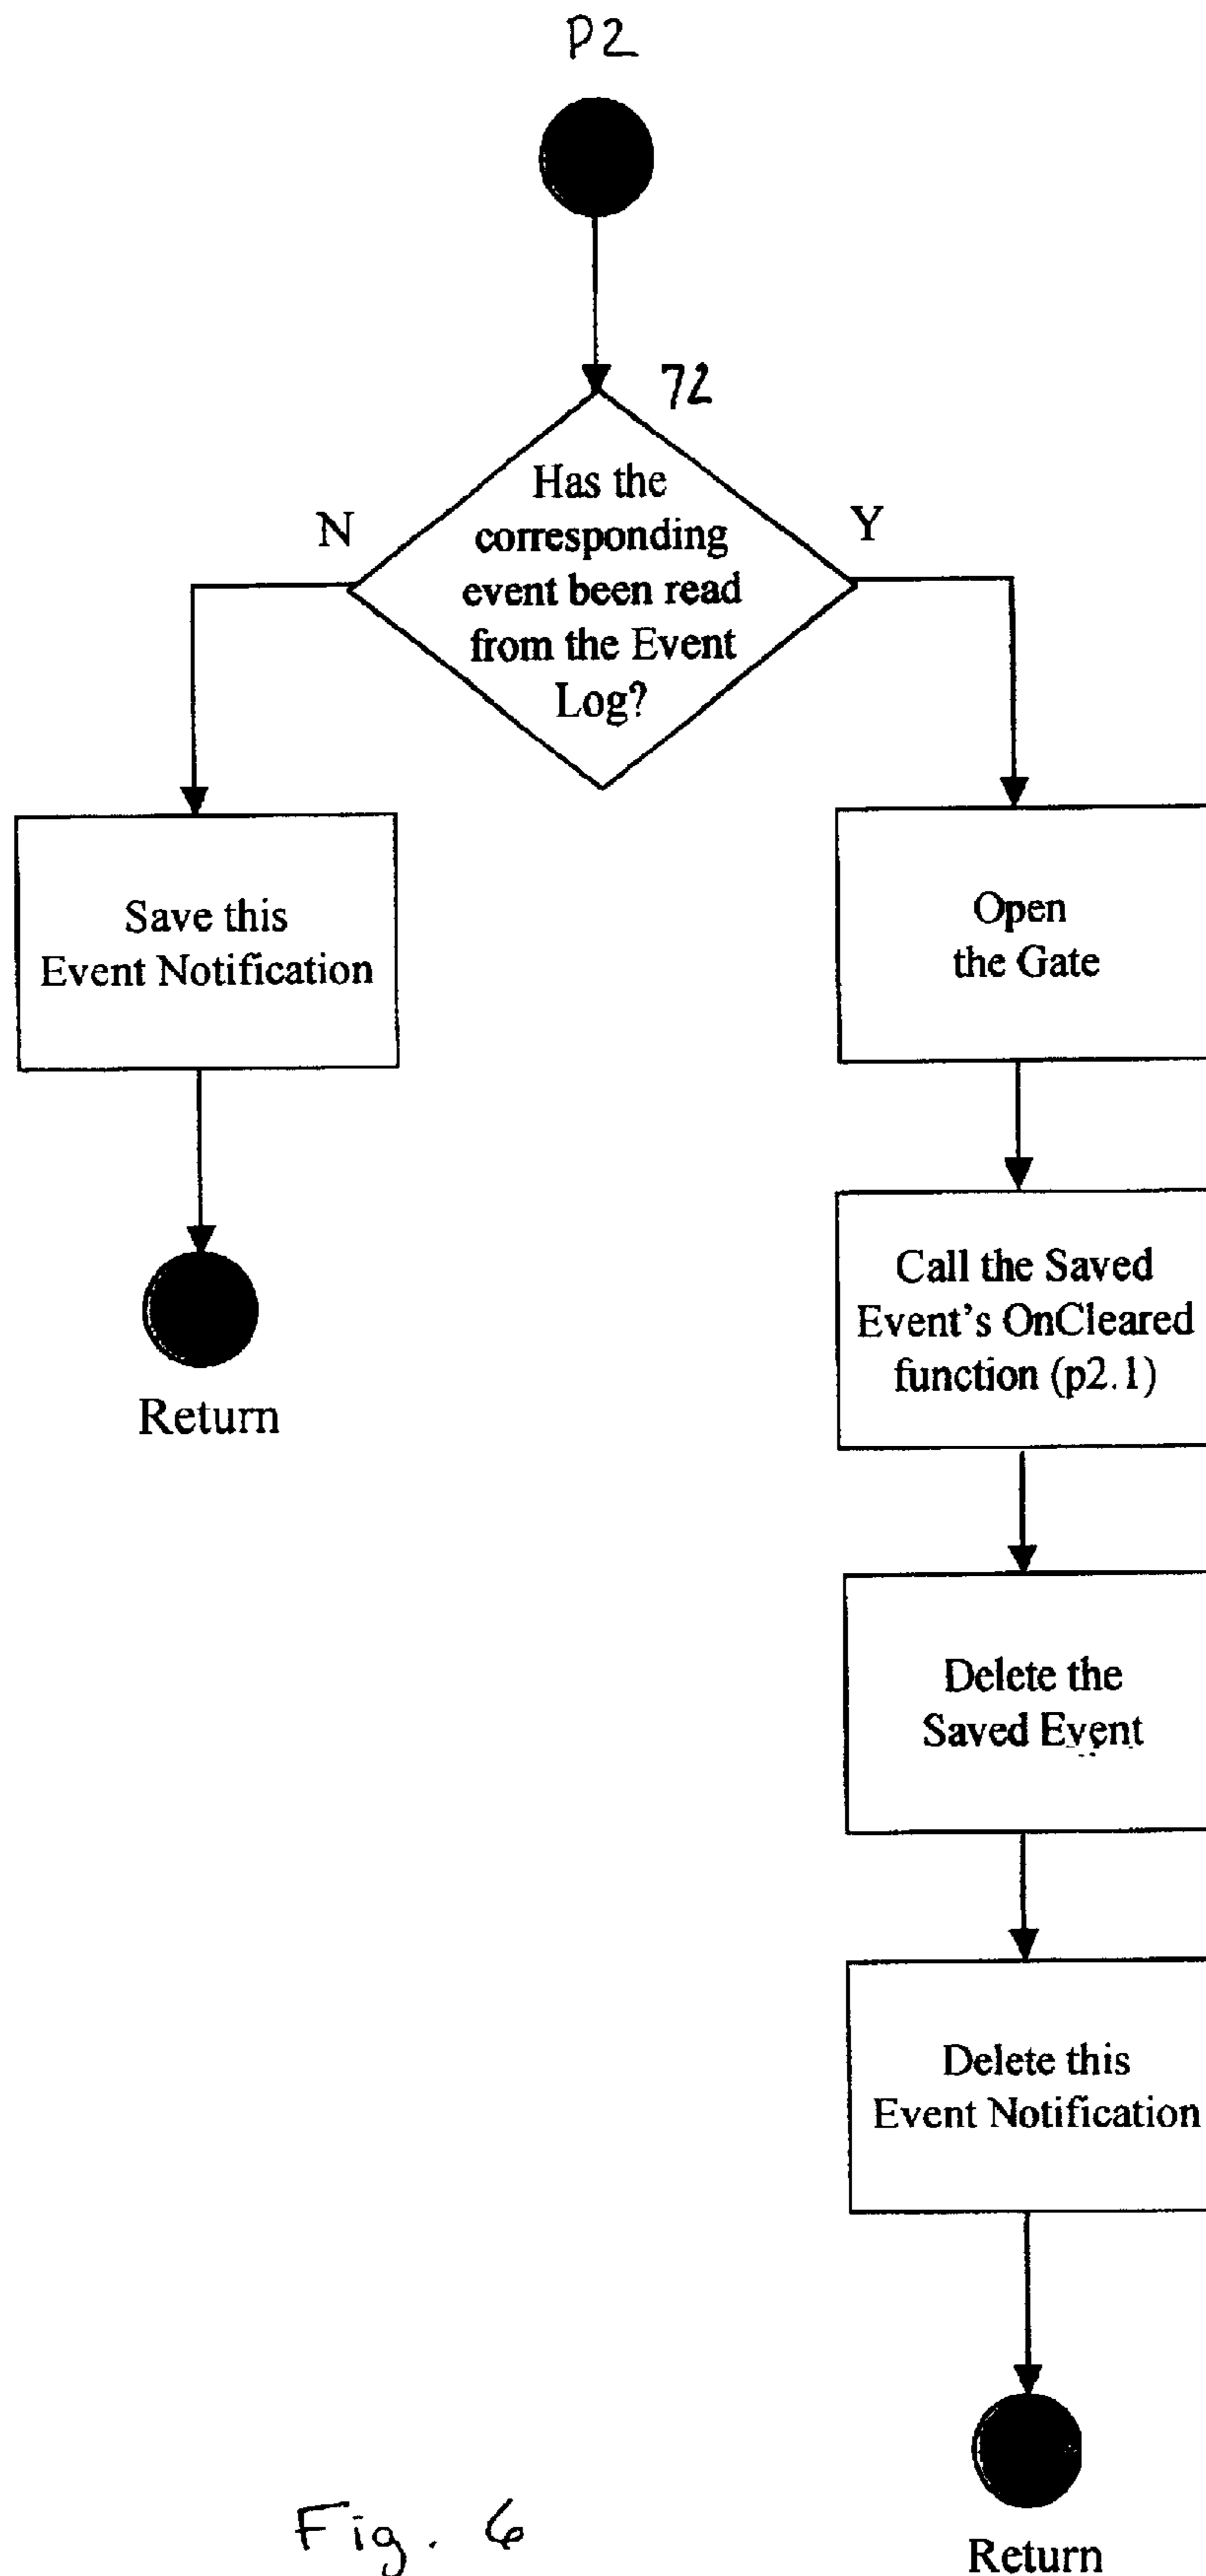 P2
72
Has the
corresponding
event been read
from the Event
Log?
N
Y
Save this
Event Notification
Return
Open
the Gate
Call the Saved
Event's OnCleared
function (p2.1)
Delete the
Saved Event
Delete this
Event Notification
Return
Fig. 6